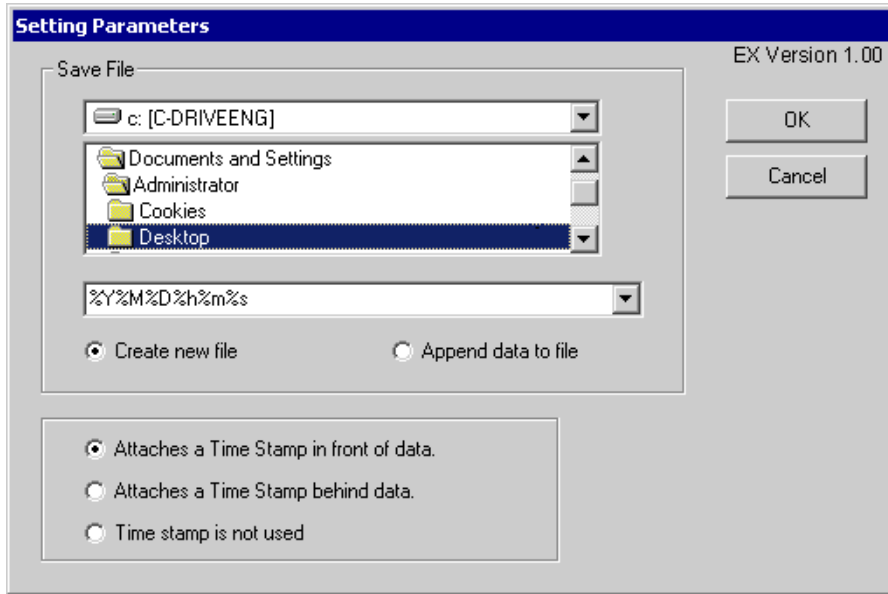 Setting Parameters
EX Version 1.00
Save File
c: [C-DRIVEENG]
OK
Documents and Settings
Administrator
Cancel
Cookies
Desktop
%Y%M%D%h%m%s
Create new file
Append data to file
Attaches a Time Stamp in front of data.
Attaches a Time Stamp behind data.
Time stamp is not used